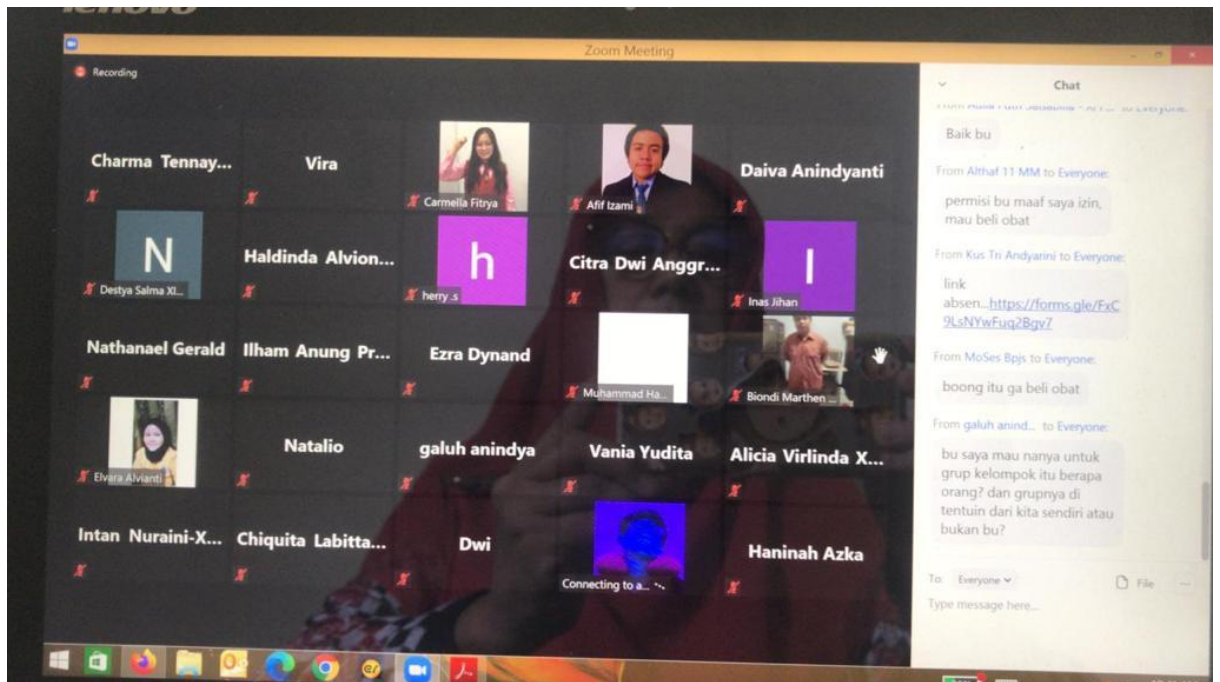 lenovo
Zoom Meeting
Recording
Charma Tennay...
Vira
Carmella Fitrya
Afif Izami
Daiva Anindyanti
N
Destya Salma XI...
Haldinda Alvion...
h
herry .s
Citra Dwi Anggr...
I
Inas Jihan
Nathanael Gerald
Ilham Anung Pr...
Ezra Dynand
Muhammad Ha...
Biondi Marthen ...
Elvara Alvianti
Natalio
galuh anindya
Vania Yudita
Alicia Virlinda X...
Intan Nuraini-X...
Chiquita Labitta...
Dwi
Connecting to a...
Haninah Azka
Chat
to Everyone:
Baik bu
From Althaf 11 MM to Everyone:
permisi bu maaf saya izin,
mau beli obat
From Kus Tri Andyarini to Everyone:
link
absen...https://forms.gle/FxC
9LsNYwFuq2Bgv7
From MoSes Bpjs to Everyone:
boong itu ga beli obat
From galuh anind... to Everyone:
bu saya mau nanya untuk
grup kelompok itu berapa
orang? dan grupnya di
tentuin dari kita sendiri atau
bukan bu?
To: Everyone
File
...
Type message here...